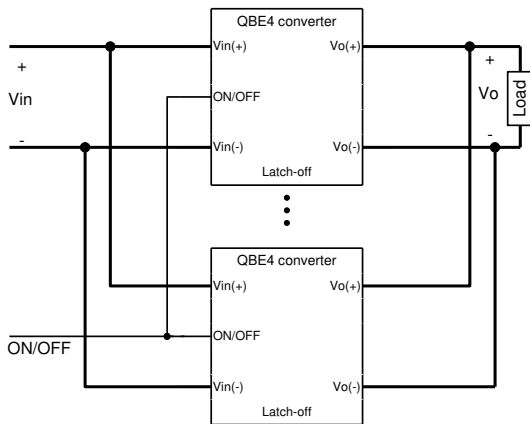 QBE4 converter
Vin(+) Vo(+)
+ +
Vin ON/OFF Vo Load
- -
Vin(-) Vo(-)
Latch-off
QBE4 converter
Vin(+) Vo(+)
ON/OFF
ON/OFF
Vin(-) Vo(-)
Latch-off